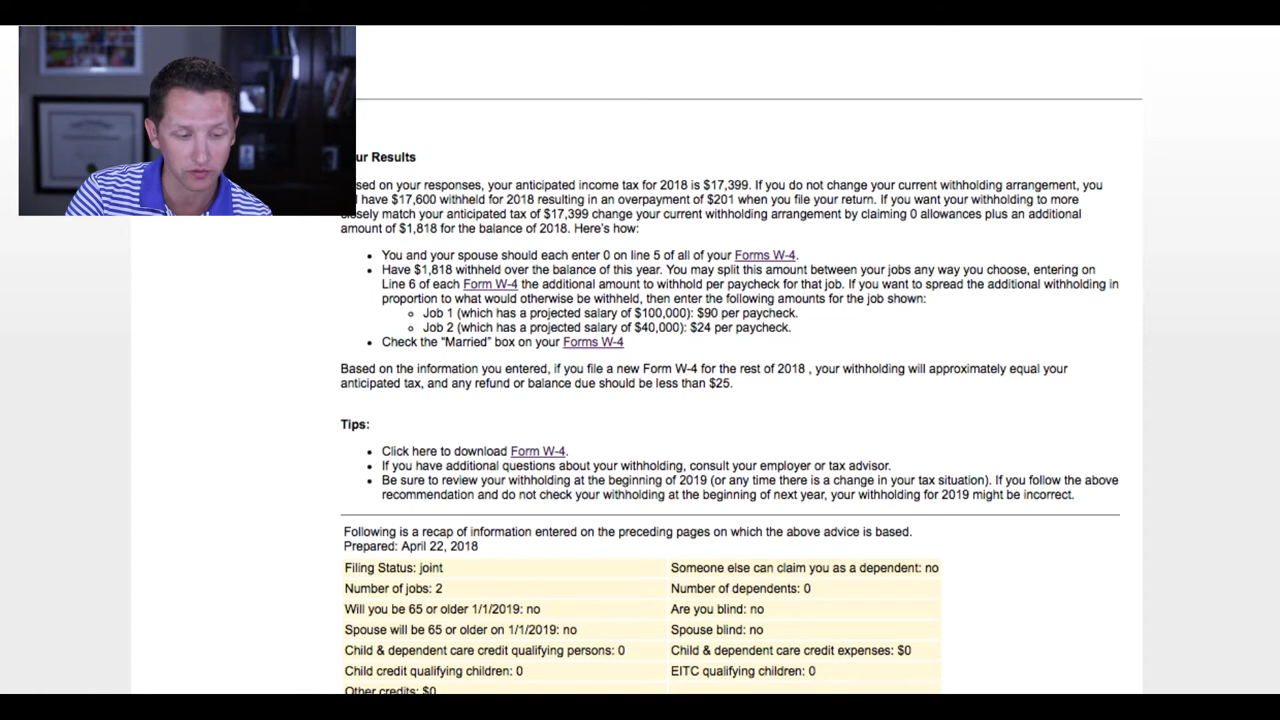 ur Results
sed on your responses, your anticipated income tax for 2018 is $17,399. If you do not change your current withholding arrangement, you
have $17,600 withheld for 2018 resulting in an overpayment of $201 when you file your return. If you want your withholding to more
closely match your anticipated tax of $17,399 change your current withholding arrangement by claiming 0 allowances plus an additional
amount of $1,818 for the balance of 2018. Here's how:
• You and your spouse should each enter 0 on line 5 of all of your Forms W-4.
• Have $1,818 withheld over the balance of this year. You may split this amount between your jobs any way you choose, entering on
Line 6 of each Form W-4 the additional amount to withhold per paycheck for that job. If you want to spread the additional withholding in
proportion to what would otherwise be withheld, then enter the following amounts for the job shown:
○ Job 1 (which has a projected salary of $100,000): $90 per paycheck.
○ Job 2 (which has a projected salary of $40,000): $24 per paycheck.
• Check the "Married" box on your Forms W-4
Based on the information you entered, if you file a new Form W-4 for the rest of 2018 , your withholding will approximately equal your
anticipated tax, and any refund or balance due should be less than $25.
Tips:
• Click here to download Form W-4.
• If you have additional questions about your withholding, consult your employer or tax advisor.
• Be sure to review your withholding at the beginning of 2019 (or any time there is a change in your tax situation). If you follow the above
recommendation and do not check your withholding at the beginning of next year, your withholding for 2019 might be incorrect.
Following is a recap of information entered on the preceding pages on which the above advice is based.
Prepared: April 22, 2018
Filing Status: joint
Someone else can claim you as a dependent: no
Number of jobs: 2
Number of dependents: 0
Will you be 65 or older 1/1/2019: no
Are you blind: no
Spouse will be 65 or older on 1/1/2019: no
Spouse blind: no
Child & dependent care credit qualifying persons: 0
Child & dependent care credit expenses: $0
Child credit qualifying children: 0
EITC qualifying children: 0
Other credits: $0